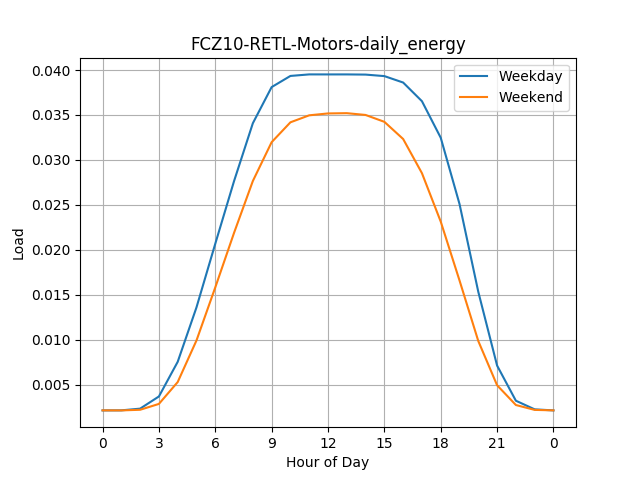 FCZ10-RETL-Motors-daily_energy
Weekday
Weekend
Load
0.040
0.035
0.030
0.025
0.020
0.015
0.010
0.005
0 3 6 9 12 15 18 21 0
Hour of Day